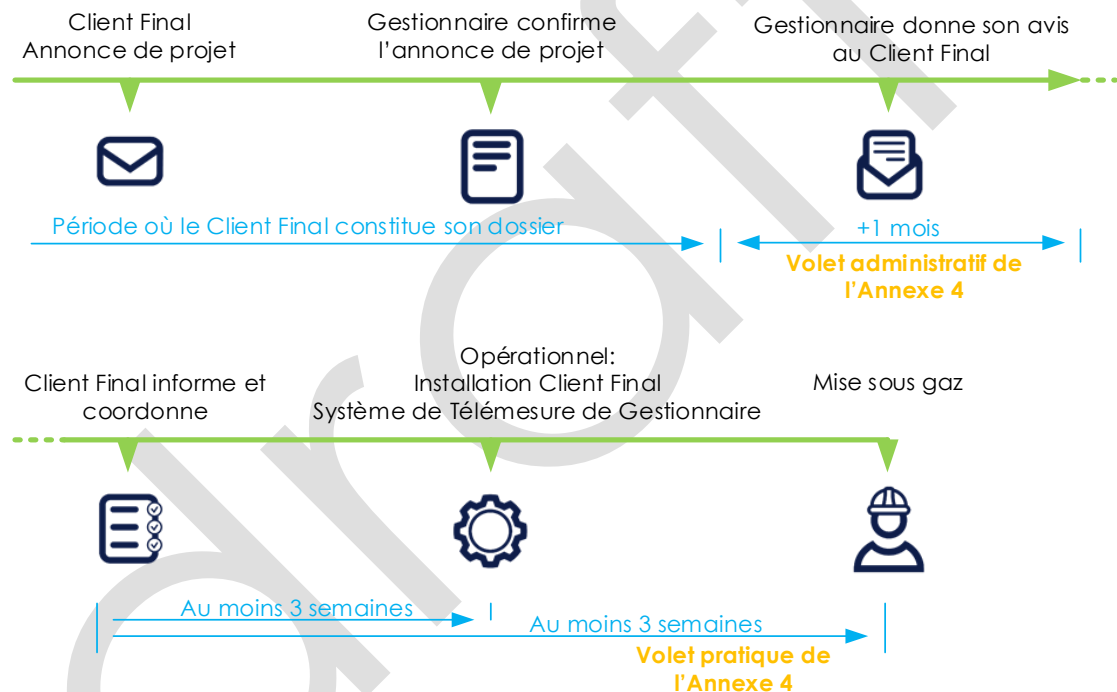 Client Final
Annonce de projet
Gestionnaire confirme
l'annonce de projet
Gestionnaire donne son avis
au Client Final
Période où le Client Final constitue son dossier
+1 mois
Volet administratif de
l'Annexe 4
Client Final informe et
coordonne
Opérationnel:
Installation Client Final
Système de Télémesure de Gestionnaire
Mise sous gaz
Au moins 3 semaines
Au moins 3 semaines
Volet pratique de
l'Annexe 4
draft